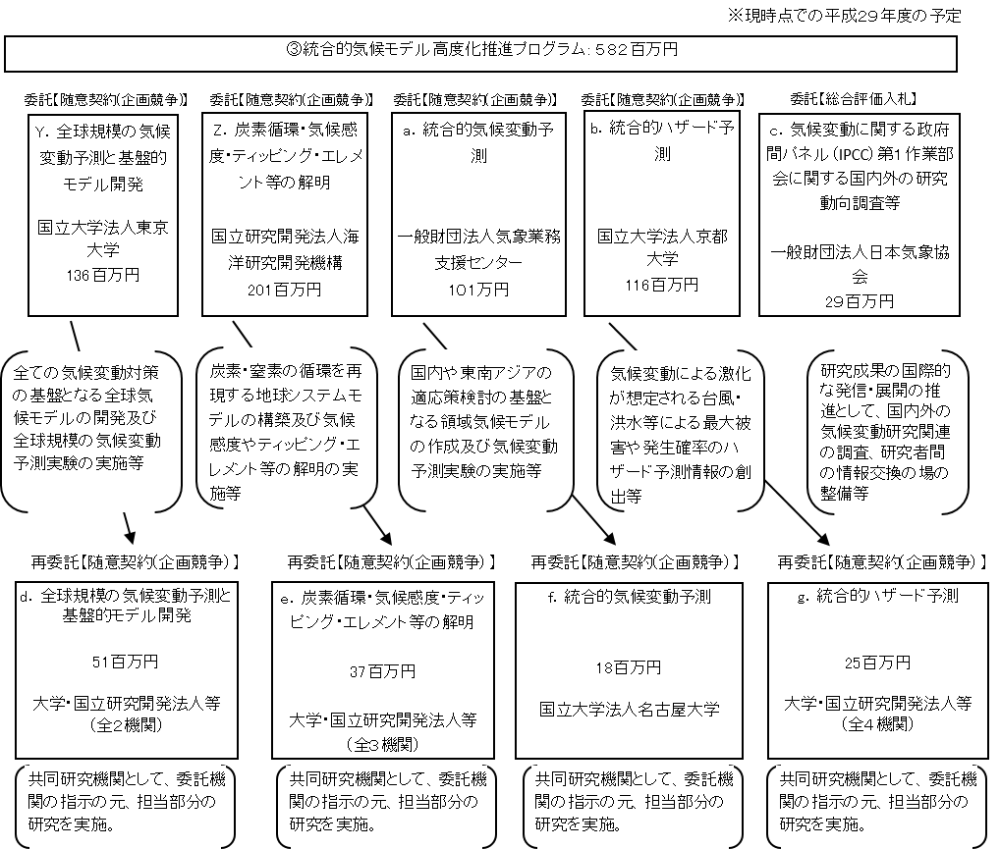 ※現時点での平成29年度の予定
③統合的気候モデル高度化推進プログラム：582百万円
委託【随意契約(企画競争)】
Y．全球規模の気候
変動予測と基盤的
モデル開発
国立大学法人東京
大学
136百万円
委託【随意契約(企画競争)】
Z．炭素循環・気候感
度・ティッピング・エレメ
ント等の解明
国立研究開発法人海
洋研究開発機構
201百万円
委託【随意契約(企画競争)】
a．統合的気候変動予
測
一般財団法人気象業務
支援センター
101万円
委託【随意契約(企画競争)】
b．統合的ハザード予
測
国立大学法人京都
大学
116百万円
委託【総合評価入札】
c．気候変動に関する政府
間パネル（IPCC）第1作業部
会に関する国内外の研究
動向調査等
一般財団法人日本気象協
会
29百万円
全ての気候変動対策
の基盤となる全球気
候モデルの開発及び
全球規模の気候変動
予測実験の実施等
炭素・窒素の循環を再
現する地球システムモ
デルの構築及び気候
感度やティッピング・エ
レメント等の解明の実
施等
国内や東南アジアの
適応策検討の基盤と
なる領域気候モデル
の作成及び気候変動
予測実験の実施等
気候変動による激化
が想定される台風・
洪水等による最大被
害や発生確率のハ
ザード予測情報の創
出等
研究成果の国際的
な発信・展開の推
進として、国内外の
気候変動研究関連
の調査、研究者間
の情報交換の場の
整備等
再委託【随意契約(企画競争)】
d．全球規模の気候変動予測と
基盤的モデル開発
51百万円
大学・国立研究開発法人等
（全2機関）
共同研究機関として、委託機
関の指示の元、担当部分の
研究を実施。
再委託【随意契約(企画競争)】
e．炭素循環・気候感度・ティッ
ピング・エレメント等の解明
37百万円
大学・国立研究開発法人等
（全3機関）
共同研究機関として、委託機
関の指示の元、担当部分の
研究を実施。
再委託【随意契約(企画競争)】
f．統合的気候変動予測
18百万円
国立大学法人名古屋大学
共同研究機関として、委託機
関の指示の元、担当部分の
研究を実施。
再委託【随意契約(企画競争)】
g．統合的ハザード予測
25百万円
大学・国立研究開発法人等
（全4機関）
共同研究機関として、委託機
関の指示の元、担当部分の
研究を実施。